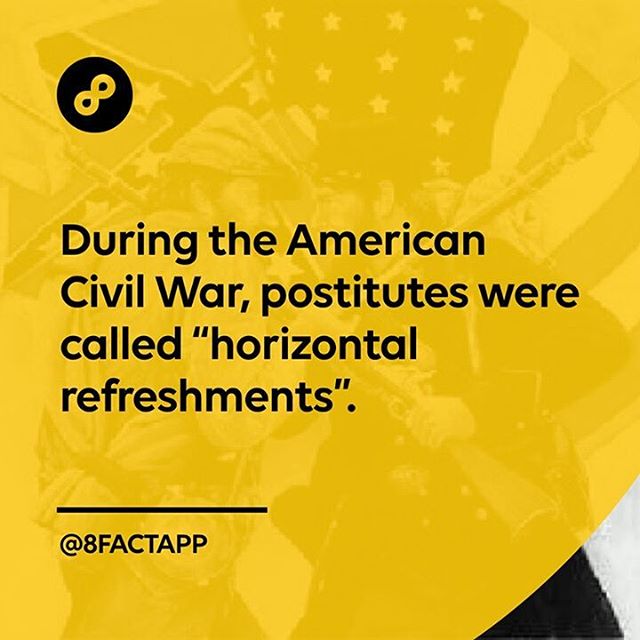 During the American
Civil War, postitutes were
called “horizontal
refreshments”.
@8FACTAPP